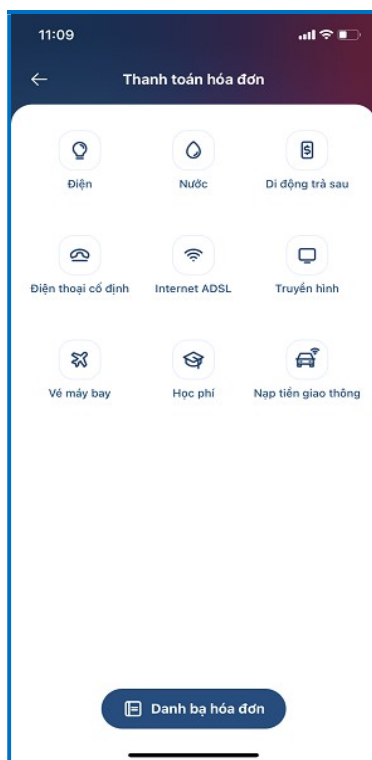 11:09
Thanh toán hóa đơn
Điện
Nước
Di động trả sau
Điện thoại cố định
Internet ADSL
Truyền hình
Vé máy bay
Học phí
Nạp tiền giao thông
Danh bạ hóa đơn